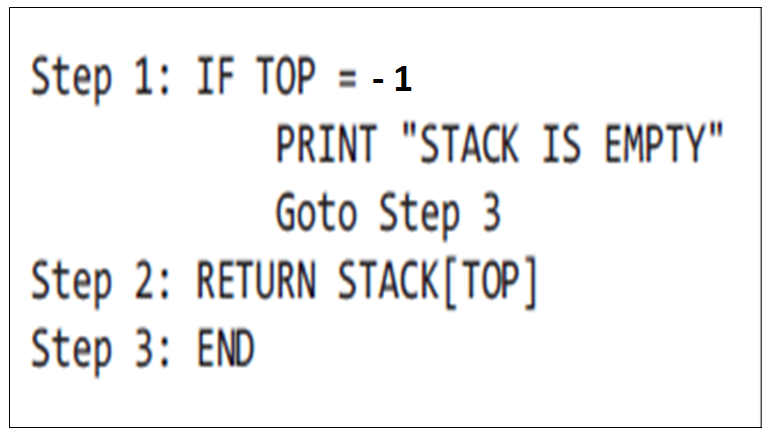 Step 1: IF TOP = - 1
PRINT "STACK IS EMPTY"
Goto Step 3
Step 2: RETURN STACK[TOP]
Step 3: END